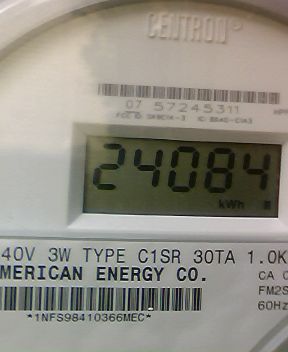 CENTRON®
07 57245311
24084
kWh
40V 3W TYPE C1SR 30TA 1.0K
MERICAN ENERGY CO.
CA
FM2S
60Hz
*1NFS98410366MEC*